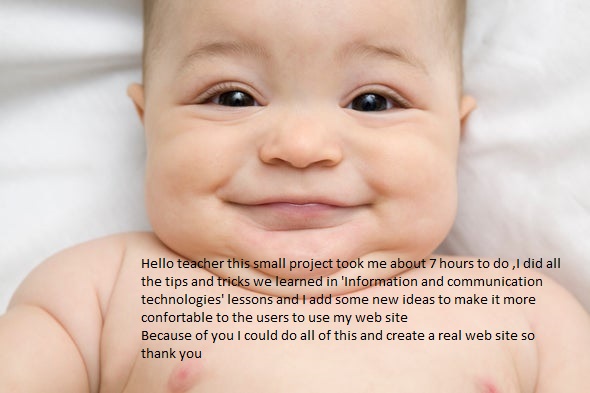 Hello teacher this small project took me about 7 hours to do ,I did all
the tips and tricks we learned in 'Information and communication
technologies' lessons and I add some new ideas to make it more
confortable to the users to use my web site
Because of you I could do all of this and create a real web site so
thank you